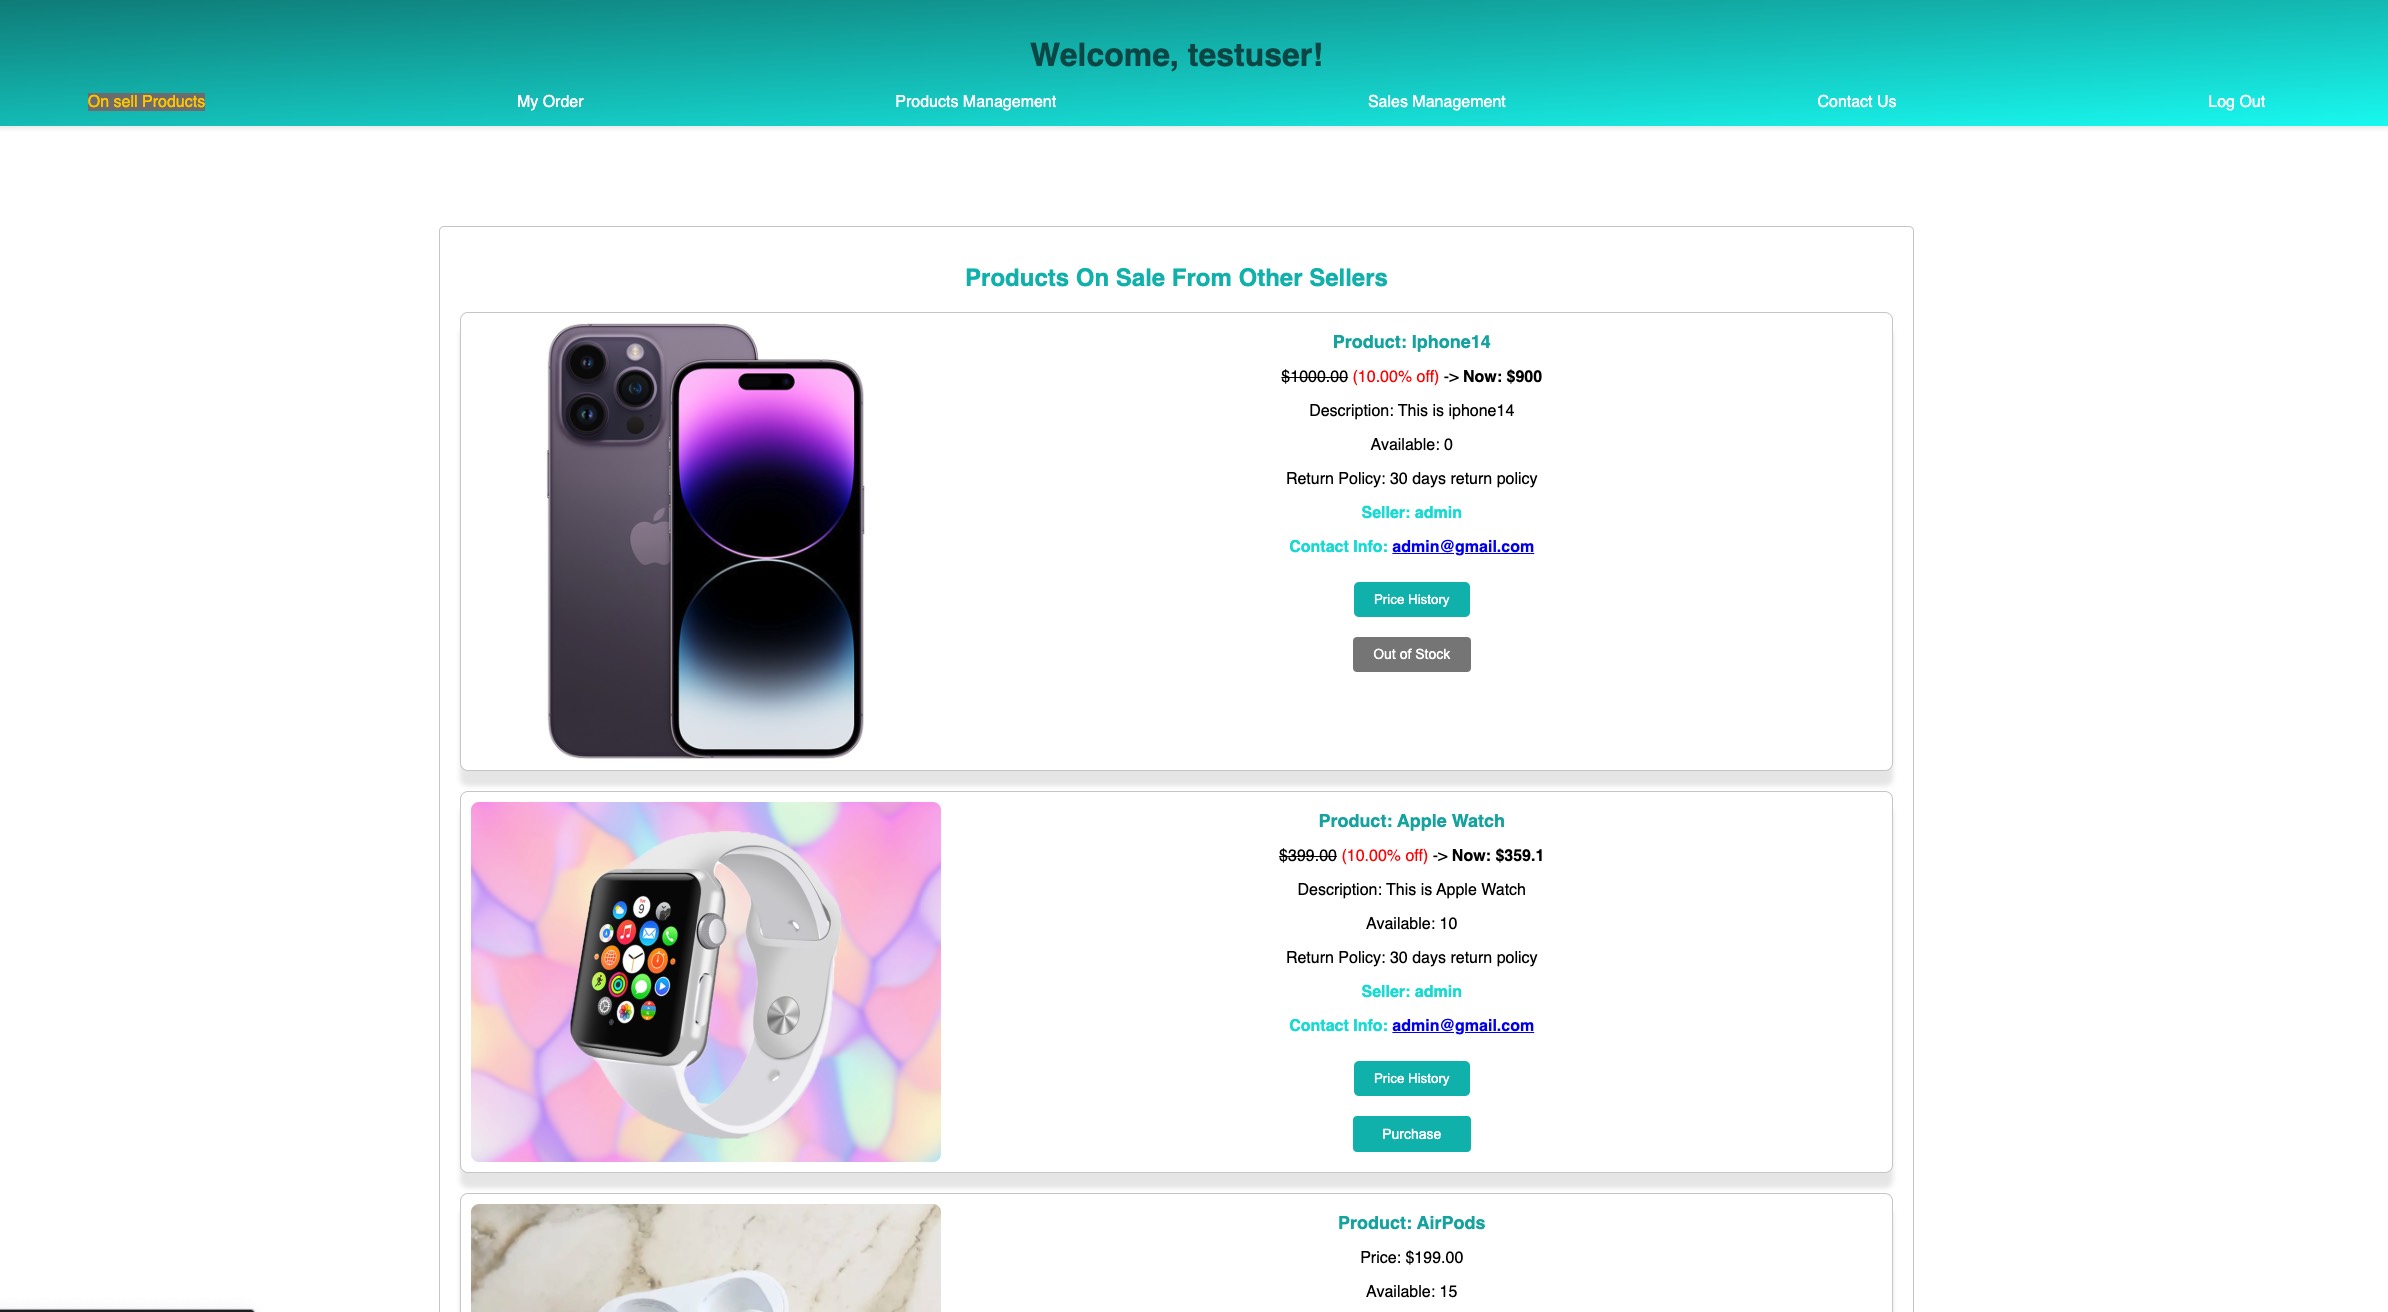 Welcome, testuser!
On sell Products My Order Products Management Sales Management Contact Us Log Out
Products On Sale From Other Sellers
Product: Iphone14
$1000.00 (10.00% off) -> Now: $900
Description: This is iphone14
Available: 0
Return Policy: 30 days return policy
Seller: admin
Contact Info: admin@gmail.com
Price History
Out of Stock
Product: Apple Watch
$399.00 (10.00% off) -> Now: $359.1
Description: This is Apple Watch
Available: 10
Return Policy: 30 days return policy
Seller: admin
Contact Info: admin@gmail.com
Price History
Purchase
9
Product: AirPods
Price: $199.00
Available: 15